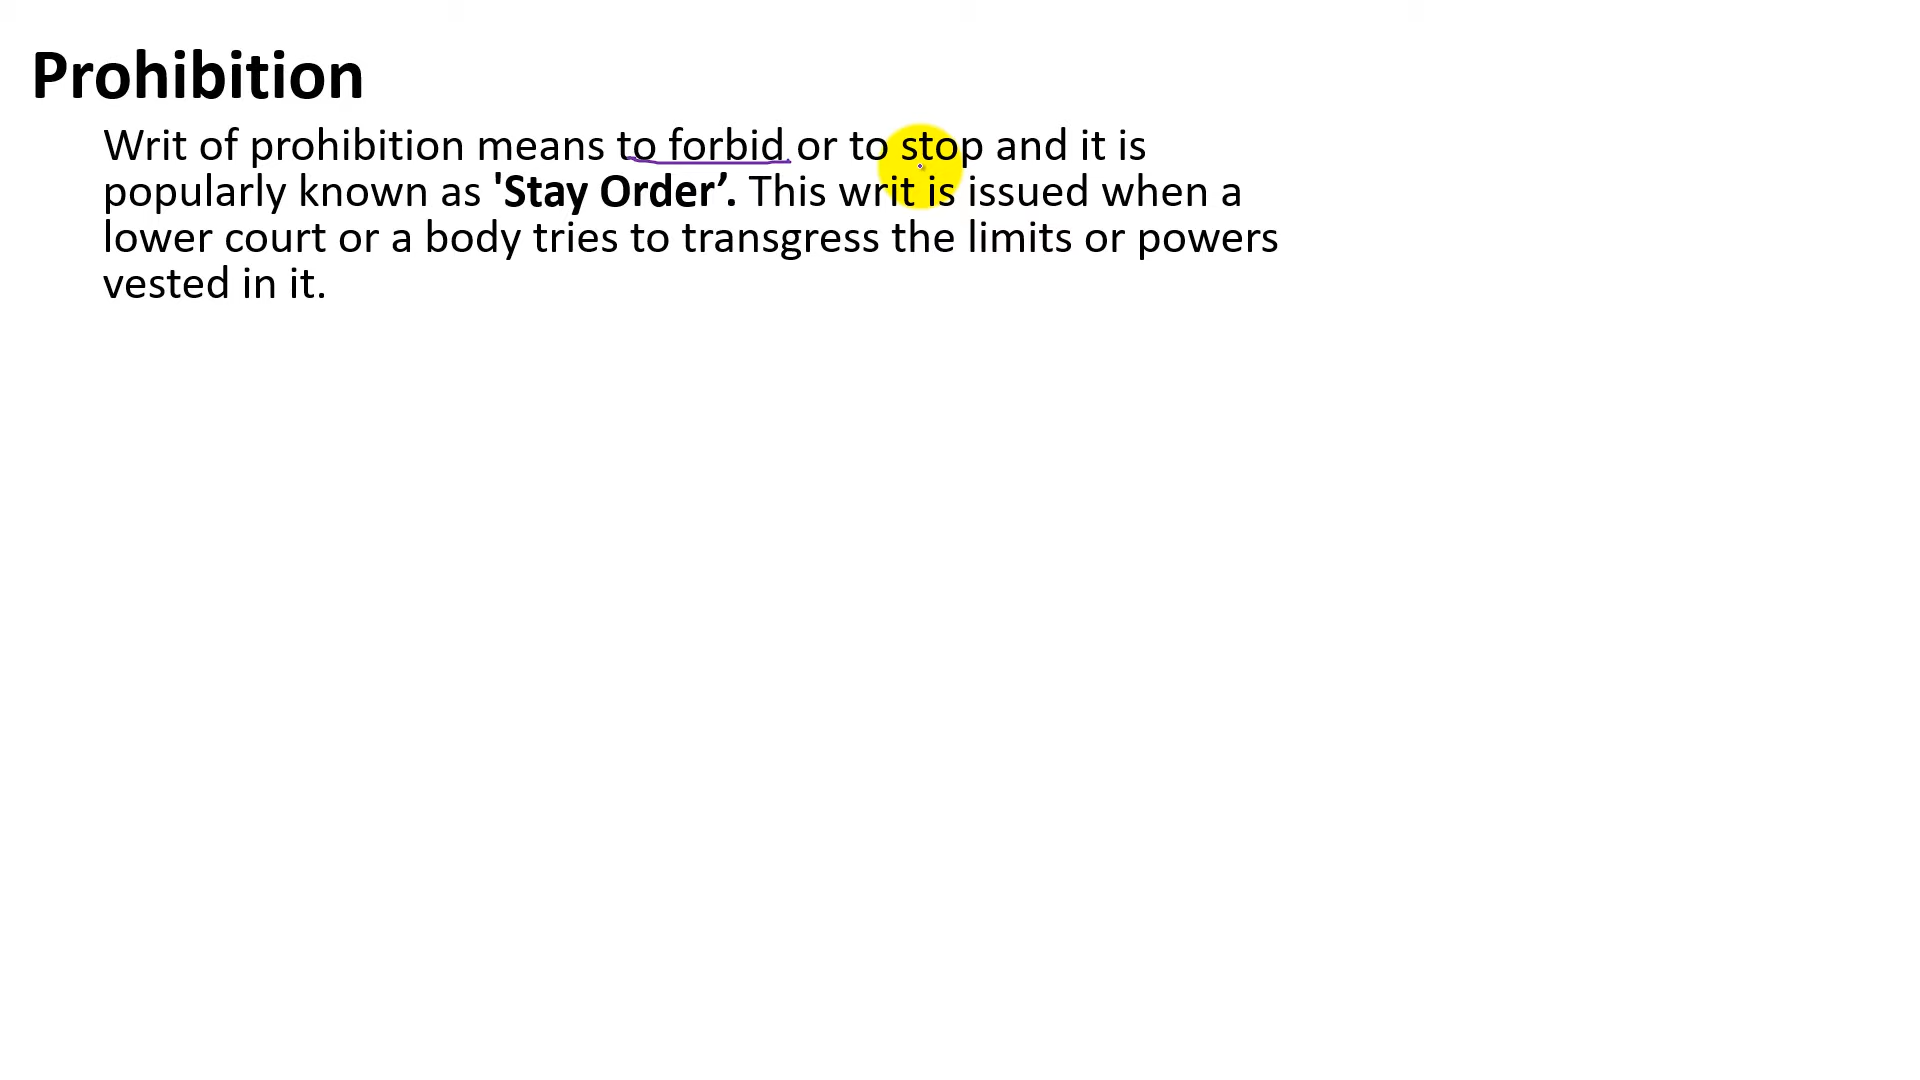 Prohibition
Writ of prohibition means to forbid or to stop and it is
popularly known as 'Stay Order’. This writ is issued when a
lower court or a body tries to transgress the limits or powers
vested in it.